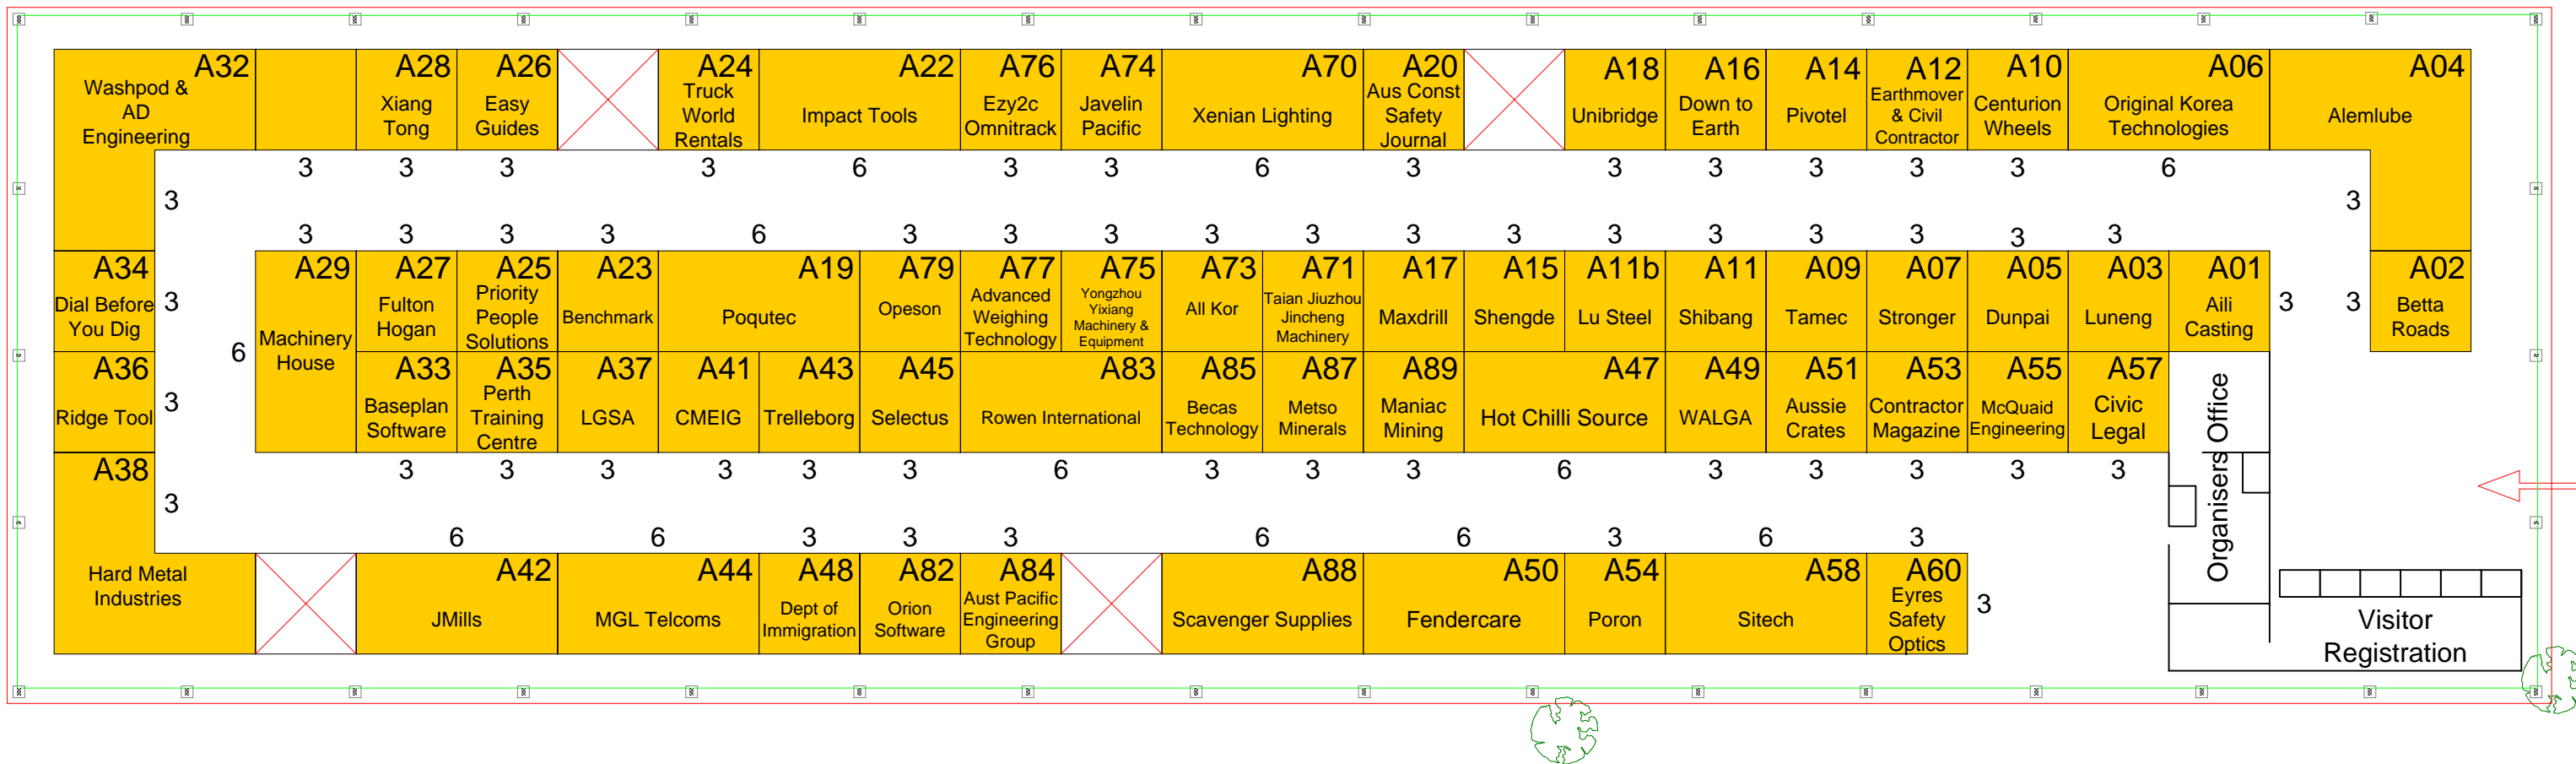 A32
Washpod &
AD
Engineering
A28
Xiang
Tong
A26
Easy
Guides
A24
Truck
World
Rentals
A22
Impact Tools
A76
Ezy2c
Omnitrack
A74
Javelin
Pacific
A70
Xenian Lighting
A20
Aus Const
Safety
Journal
A18
Unibridge
A16
Down to
Earth
A14
Pivotel
A12
Earthmover
& Civil
Contractor
A10
Centurion
Wheels
A06
Original Korea
Technologies
A04
Alemlube
3 3 3 3 6 3 3 6 3 3 3 3 3 3 6
3 3
3 3 3 3 6 3 3 3 3 3 3 3 3 3 3 3 3 3
A34
Dial Before
You Dig
3
A29
Machinery
House
A27
Fulton
Hogan
A25
Priority
People
Solutions
A23
Benchmark
A19
Poqutec
A79
Opeson
A77
Advanced
Weighing
Technology
A75
Yongzhou
Yixiang
Machinery &
Equipment
A73
All Kor
A71
Taian Jiuzhou
Jincheng
Machinery
A17
Maxdrill
A15
Shengde
A11b
Lu Steel
A11
Shibang
A09
Tamec
A07
Stronger
A05
Dunpai
A03
Luneng
A01
Aili
Casting
3 3
A02
Betta
Roads
6
A36
Ridge Tool
3
A33
Baseplan
Software
A35
Perth
Training
Centre
A37
LGSA
A41
CMEIG
A43
Trelleborg
A45
Selectus
A83
Rowen International
A85
Becas
Technology
A87
Metso
Minerals
A89
Maniac
Mining
A47
Hot Chilli Source
A49
WALGA
A51
Aussie
Crates
A53
Contractor
Magazine
A55
McQuaid
Engineering
A57
Civic
Legal
Organisers Office
3 3 3 3 3 3 6 3 3 3 6 3 3 3 3 3
A38
Hard Metal
Industries
3
6 6 3 3 3 6 6 3 6 3
A42
JMills
A44
MGL Telcoms
A48
Dept of
Immigration
A82
Orion
Software
A84
Aust Pacific
Engineering
Group
A88
Scavenger Supplies
A50
Fendercare
A54
Poron
A58
Sitech
A60
Eyres
Safety
Optics
3
Visitor
Registration